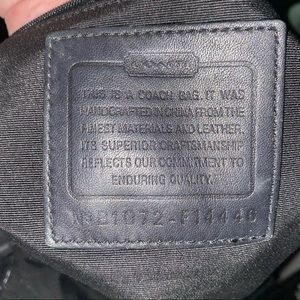 COACH
THIS IS A COACH BAG. IT WAS
HANDCRAFTED IN CHINA FROM THE
FINEST MATERIALS AND LEATHER.
ITS SUPERIOR CRAFTSMANSHIP
REFLECTS OUR COMMITMENT TO
ENDURING QUALITY.